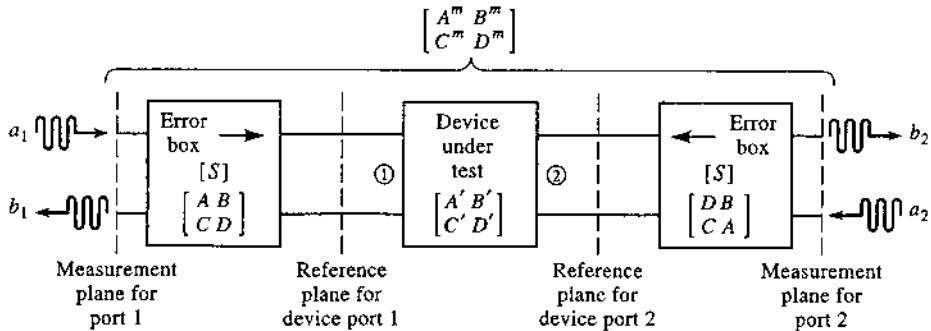 [A^m B^m
C^m D^m]
a₁
Error
box
[S]
[A B
C D]
b₁
①
Device
under
test
[A′ B′
C′ D′]
②
Error
box
[S]
[D B
C A]
b₂
a₂
Measurement
plane for
port 1
Reference
plane for
device port 1
Reference
plane for
device port 2
Measurement
plane for
port 2